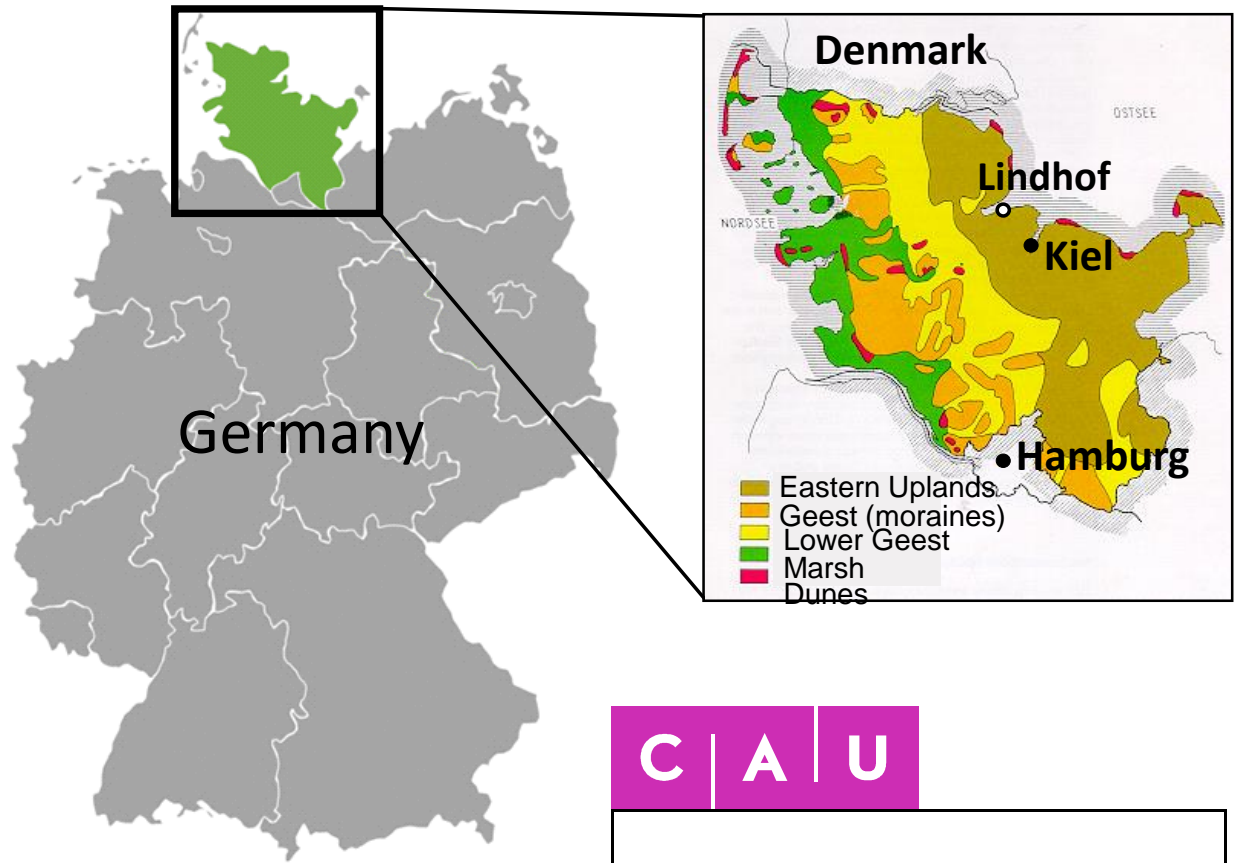 Denmark
OSTSEE
Lindhof
NORDSEE
Kiel
Germany
Hamburg
Eastern Uplands
Geest (moraines)
Lower Geest
Marsh
Dunes
C A U